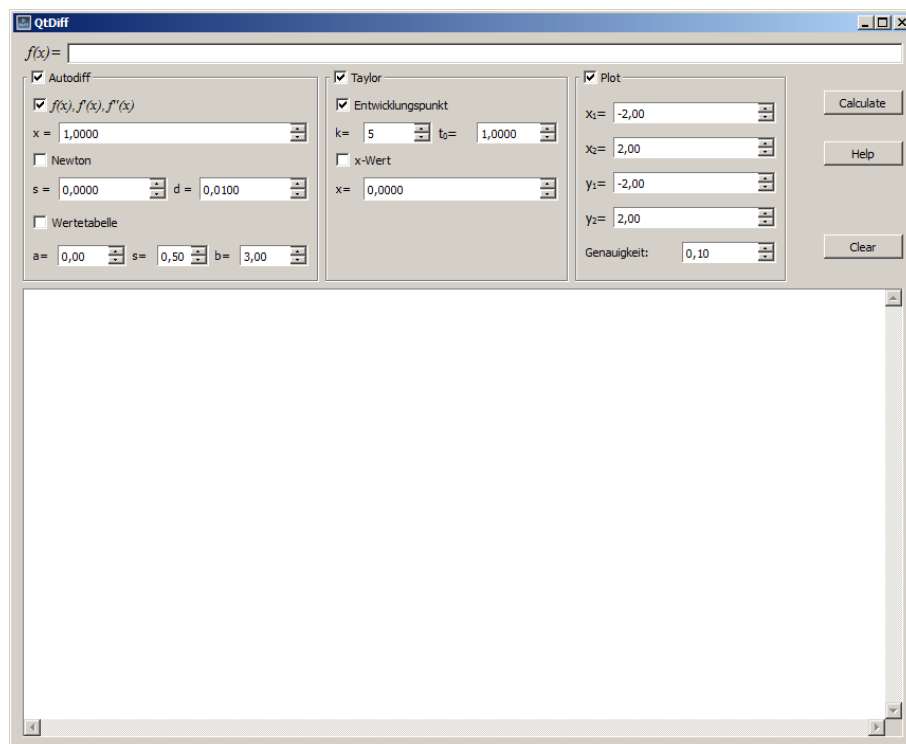 QtDiff
f(x)=
Autodiff
f(x), f'(x), f''(x)
x = 1,0000
Newton
s = 0,0000 d = 0,0100
Wertetabelle
a= 0,00 s= 0,50 b= 3,00
Taylor
Entwicklungspunkt
k= 5 t₀= 1,0000
x-Wert
x= 0,0000
Plot
x₁= -2,00
x₂= 2,00
y₁= -2,00
y₂= 2,00
Genauigkeit: 0,10
Calculate
Help
Clear